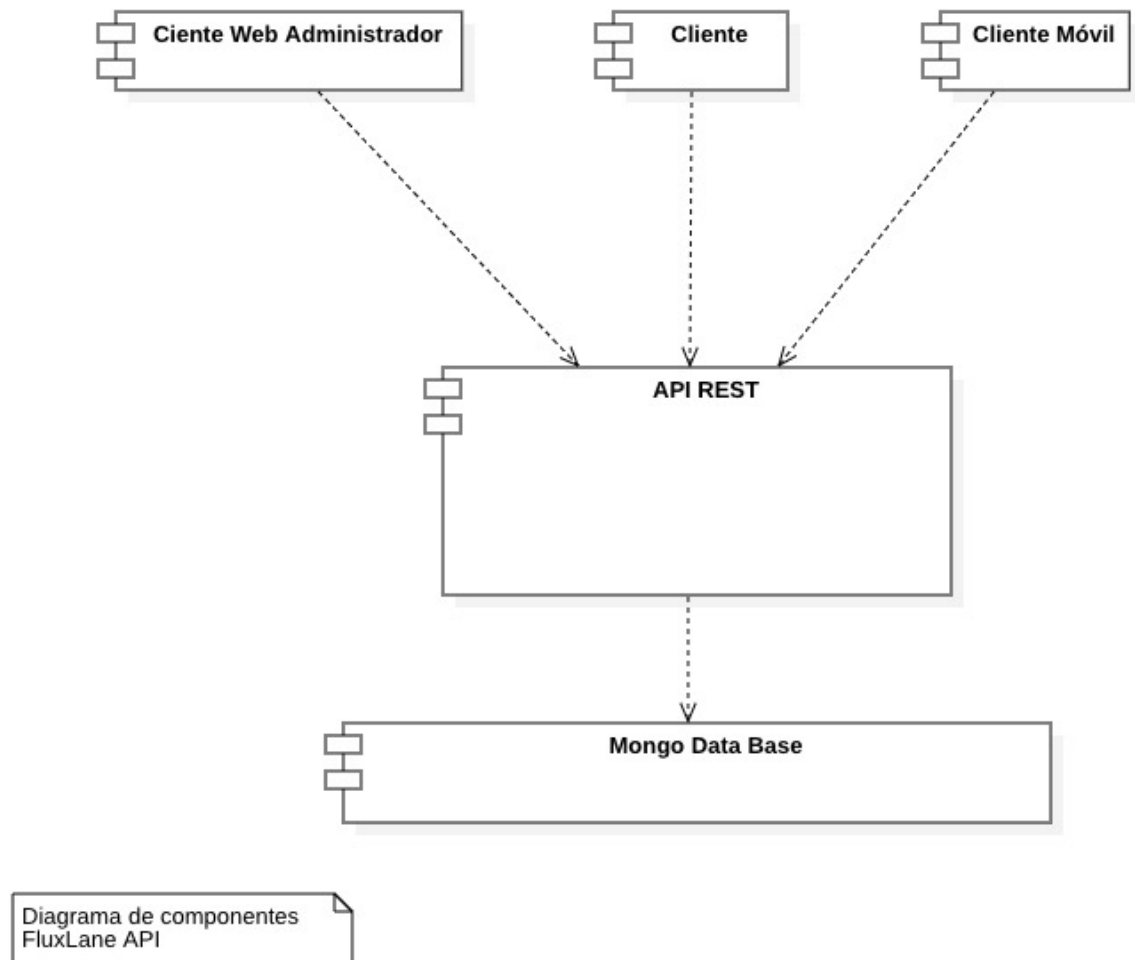 Ciente Web Administrador
Cliente
Cliente Móvil
API REST
Mongo Data Base
Diagrama de componentes
FluxLane API